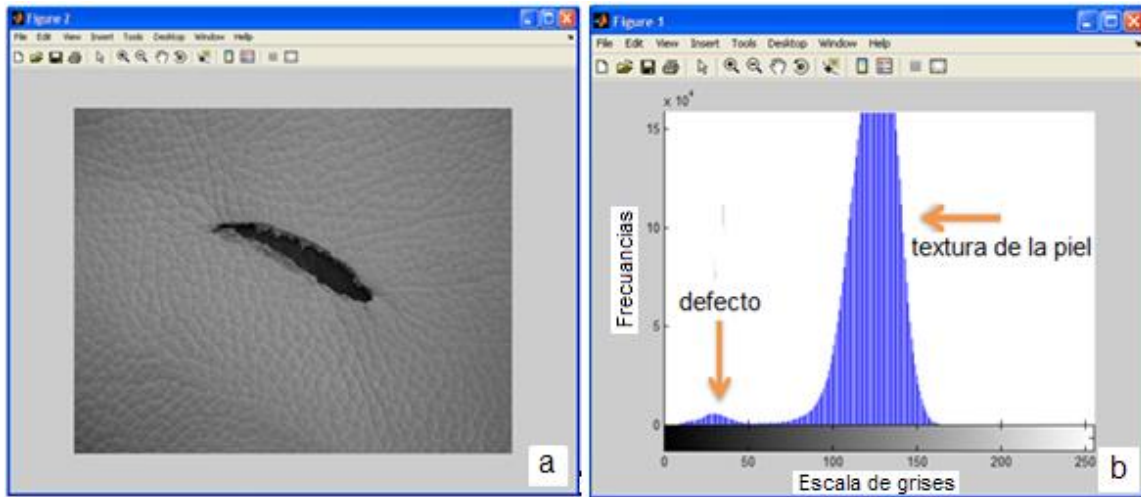 Figure 2
File Edit View Insert Tools Desktop Window Help
a
Figure 1
File Edit View Insert Tools Desktop Window Help
x 10⁴
15
10
5
0
Frecuancias
defecto
textura de la piel
0 50 100 150 200 250
Escala de grises
b